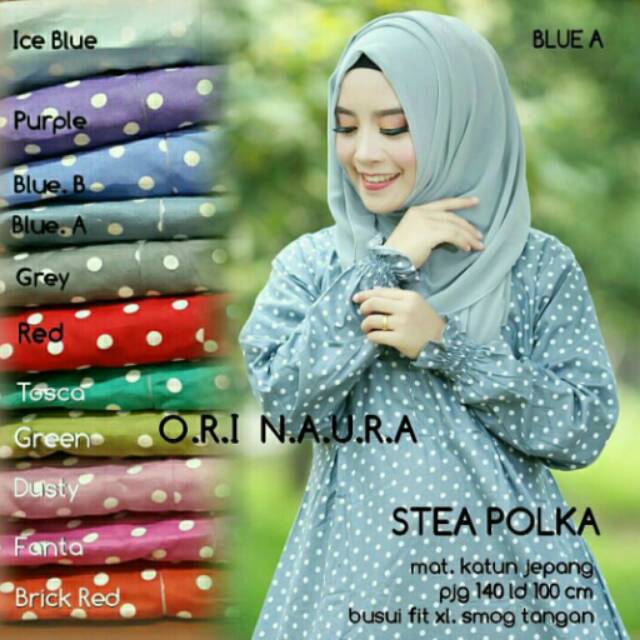 Ice Blue
Purple
Blue. B
Blue. A
Grey
Red
Tosca
Green
Dusty
Fanta
Brick Red
BLUE A
O.R.I N.A.U.R.A
STEA POLKA
mat. katun jepang
pjg 140 ld 100 cm
busui fit xl. smog tangan